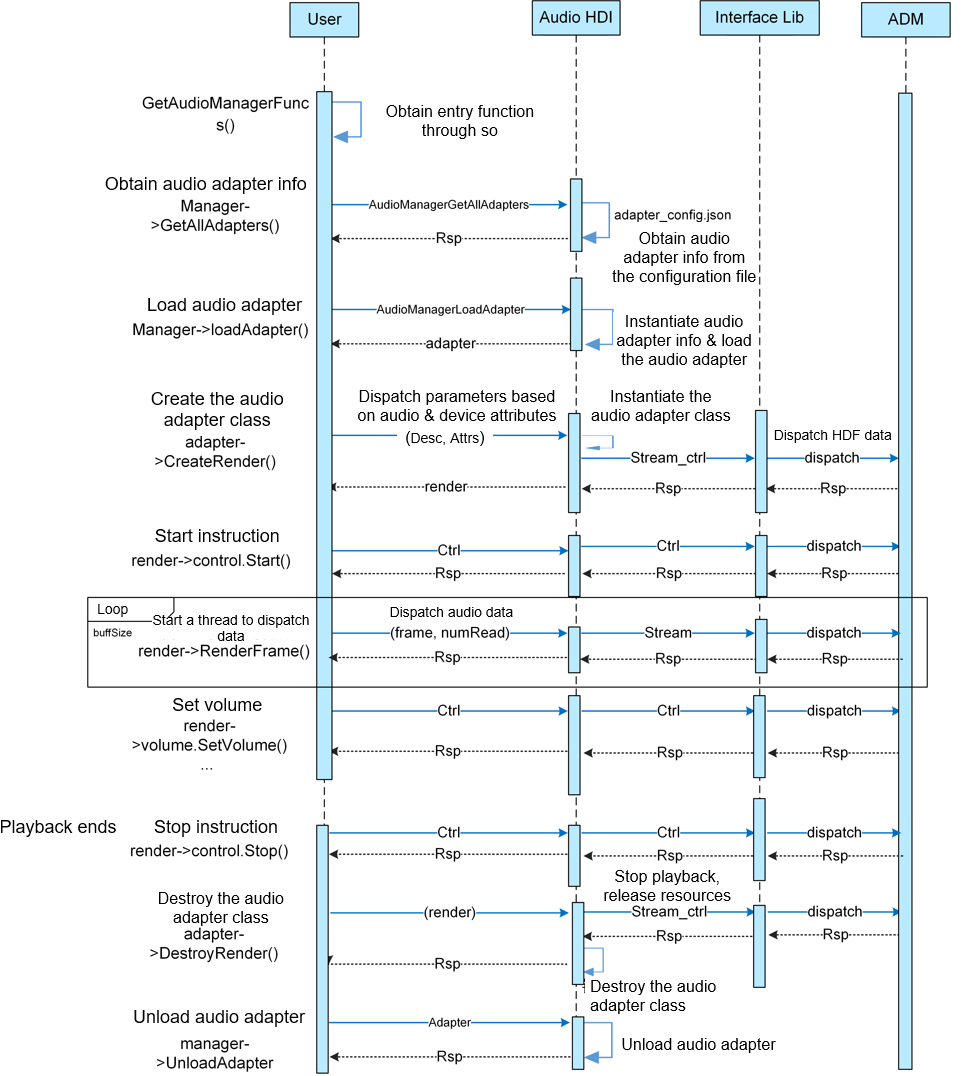 User
Audio HDI
Interface Lib
ADM
GetAudioManagerFunc
s()
Obtain entry function
through so
Obtain audio adapter info
Manager-
>GetAllAdapters()
AudioManagerGetAllAdapters
adapter_config.json
Rsp
Obtain audio
adapter info from
the configuration file
Load audio adapter
Manager->loadAdapter()
AudioManagerLoadAdapter
adapter
Instantiate audio
adapter info & load
the audio adapter
Create the audio
adapter class
adapter-
>CreateRender()
Dispatch parameters based
on audio & device attributes
(Desc, Attrs)
Instantiate the
audio adapter class
Dispatch HDF data
Stream_ctrl
dispatch
render
Rsp
Rsp
Start instruction
render->control.Start()
Ctrl
Ctrl
dispatch
Rsp
Rsp
Rsp
Loop
buffSize
Start a thread to dispatch
data
render->RenderFrame()
Dispatch audio data
(frame, numRead)
Stream
dispatch
Rsp
Rsp
Rsp
Set volume
render-
>volume.SetVolume()
...
Ctrl
Ctrl
dispatch
Rsp
Rsp
Rsp
Playback ends
Stop instruction
render->control.Stop()
Ctrl
Ctrl
dispatch
Rsp
Rsp
Rsp
Destroy the audio
adapter class
adapter-
>DestroyRender()
Stop playback,
release resources
(render)
Stream_ctrl
dispatch
Rsp
Rsp
Rsp
Destroy the audio
adapter class
Unload audio adapter
manager-
>UnloadAdapter
Adapter
Rsp
Unload audio adapter